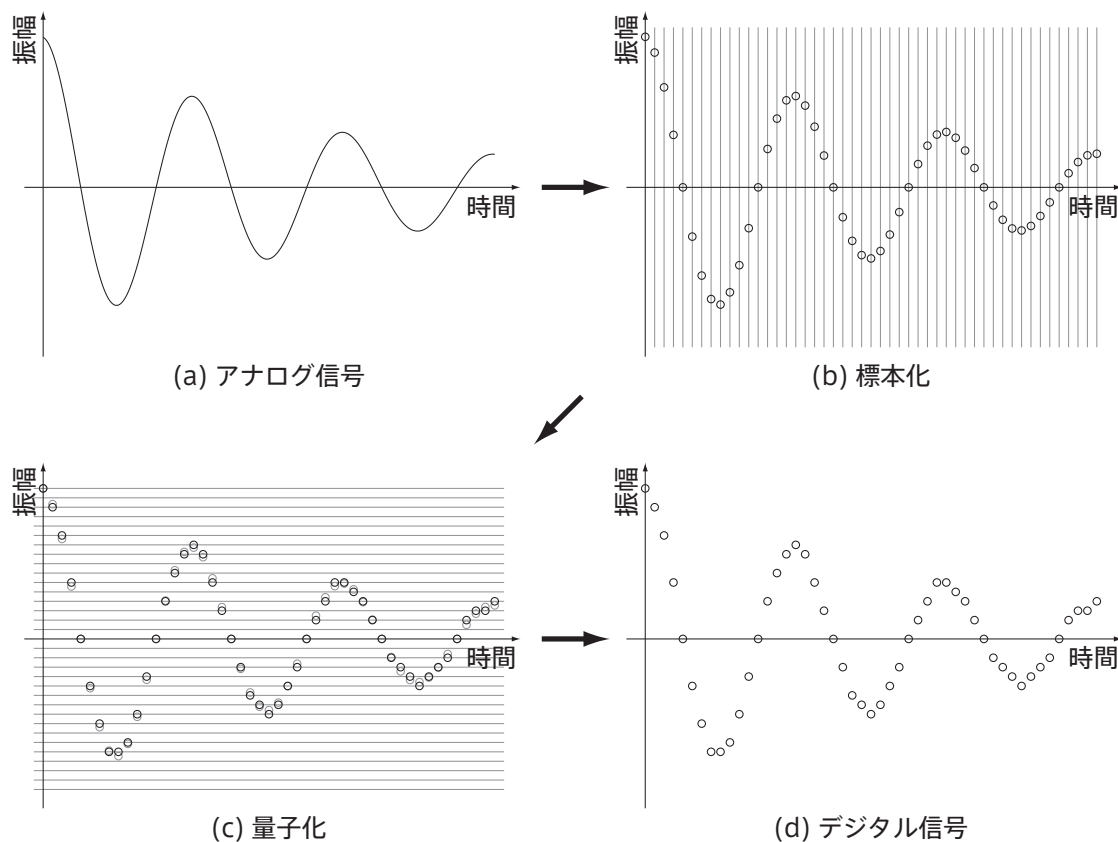 振幅
時間
(a) アナログ信号
振幅
時間
(b) 標本化
振幅
時間
(c) 量子化
振幅
時間
(d) デジタル信号